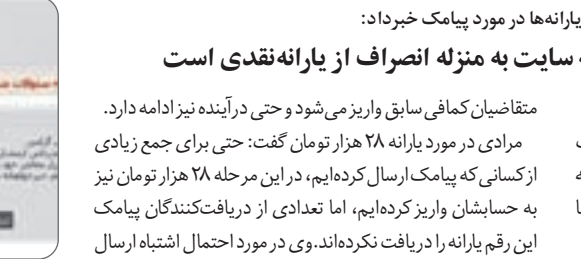 یارانه‌ها در مورد پیامک خبرداد:
سایت به منزله انصراف از یارانه‌نقدی است
متقاضیان کمافی سابق واریز می‌شود و حتی در آینده نیز ادامه دارد.
مرادی در مورد یارانه ۲۸ هزار تومان گفت: حتی برای جمع زیادی
از کسانی که پیامک ارسال کرده‌ایم، در این مرحله ۲۸ هزار تومان نیز
به حسابشان واریز کرده‌ایم، اما تعدادی از دریافت‌کنندگان پیامک
این رقم یارانه را دریافت نکرده‌اند.وی در مورد احتمال اشتباه ارسال